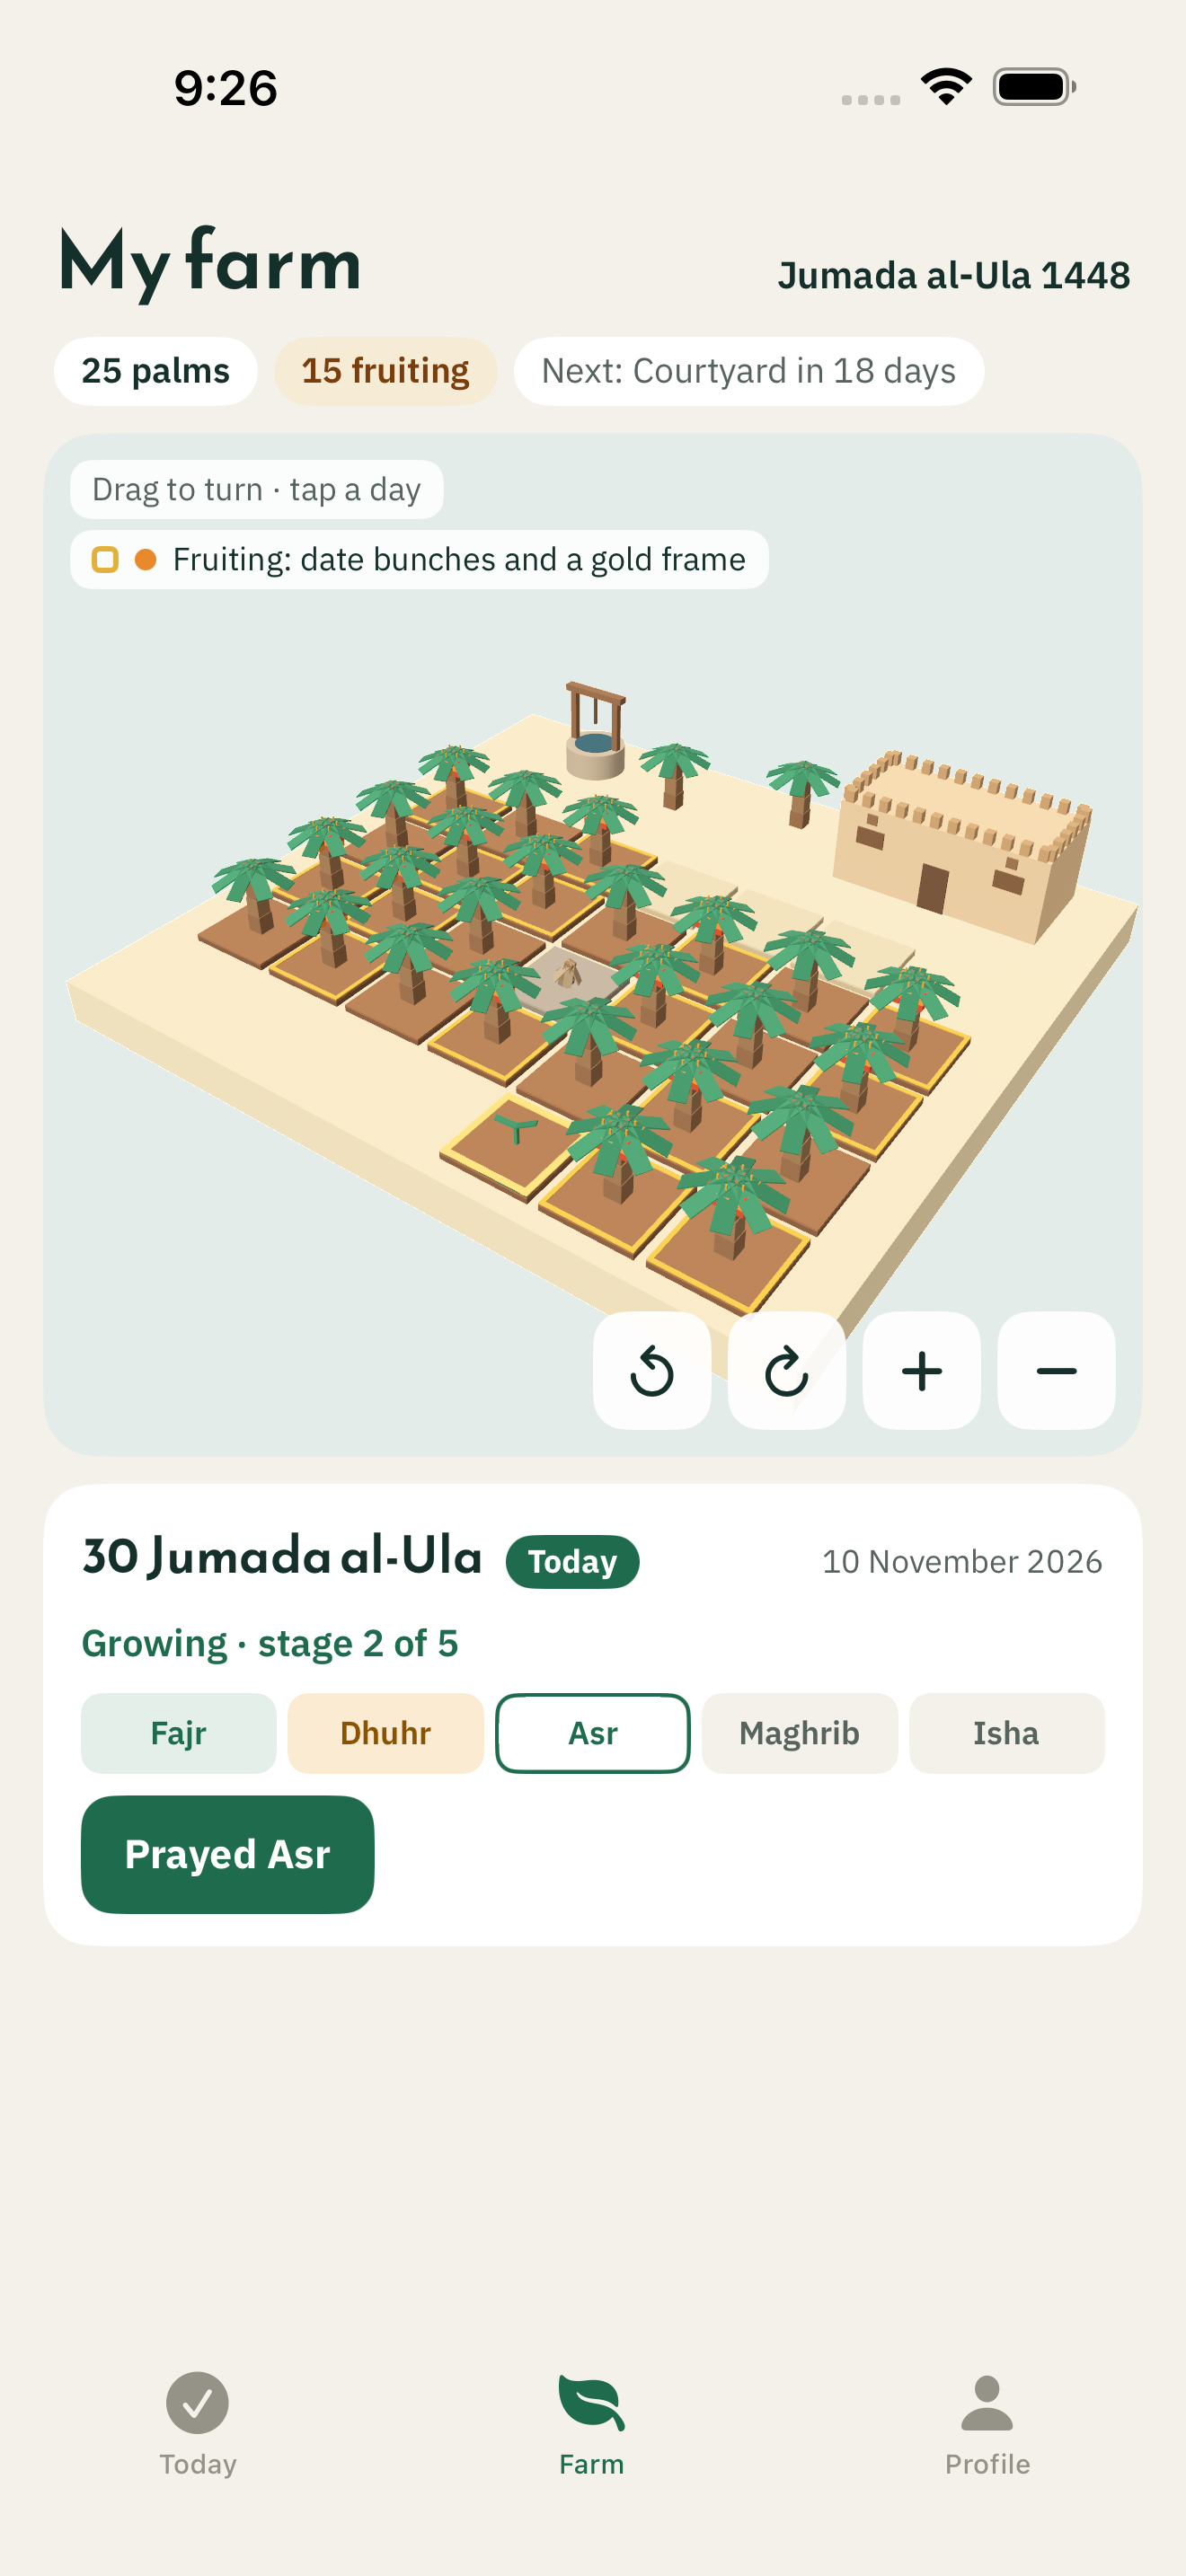 9:26
My farm
Jumada al-Ula 1448
25 palms
15 fruiting
Next: Courtyard in 18 days
Drag to turn · tap a day
Fruiting: date bunches and a gold frame
30 Jumada al-Ula
Today
10 November 2026
Growing · stage 2 of 5
Fajr
Dhuhr
Asr
Maghrib
Isha
Prayed Asr
Today
Farm
Profile